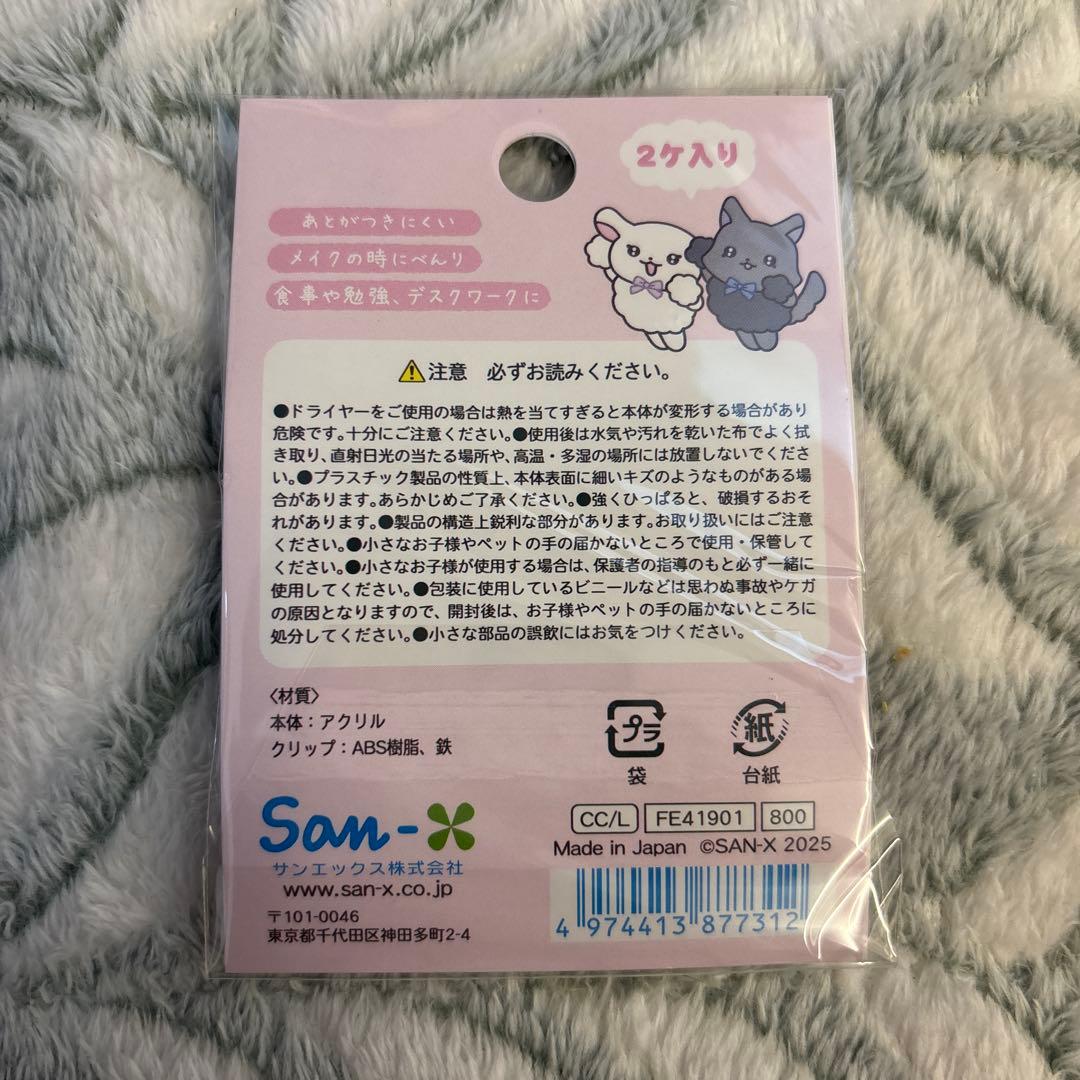 2ケ入り
あとがつきにくい
メイクの時にべんり
食事や勉強、デスクワークに
注意 必ずお読みください。
●ドライヤーをご使用の場合は熱を当てすぎると本体が変形する場合があり
危険です。十分にご注意ください。●使用後は水気や汚れを乾いた布でよく拭
き取り、直射日光の当たる場所や、高温・多湿の場所には放置しないでくださ
い。●プラスチック製品の性質上、本体表面に細いキズのようなものがある場
合があります。あらかじめご了承ください。●強くひっぱると、破損するおそ
れがあります。●製品の構造上鋭利な部分があります。お取り扱いにはご注意
ください。●小さなお子様やペットの手の届かないところで使用・保管して
ください。●小さなお子様が使用する場合は、保護者の指導のもと必ず一緒に
使用してください。●包装に使用しているビニールなどは思わぬ事故やケガ
の原因となりますので、開封後は、お子様やペットの手の届かないところに
処分してください。●小さな部品の誤飲にはお気をつけください。
〈材質〉
本体：アクリル
クリップ：ABS樹脂、鉄
プラ
袋
紙
台紙
San-X
サンエックス株式会社
www.san-x.co.jp
〒101-0046
東京都千代田区神田多町2-4
CC/L FE41901 800
Made in Japan ©SAN-X 2025
4 974413 877312